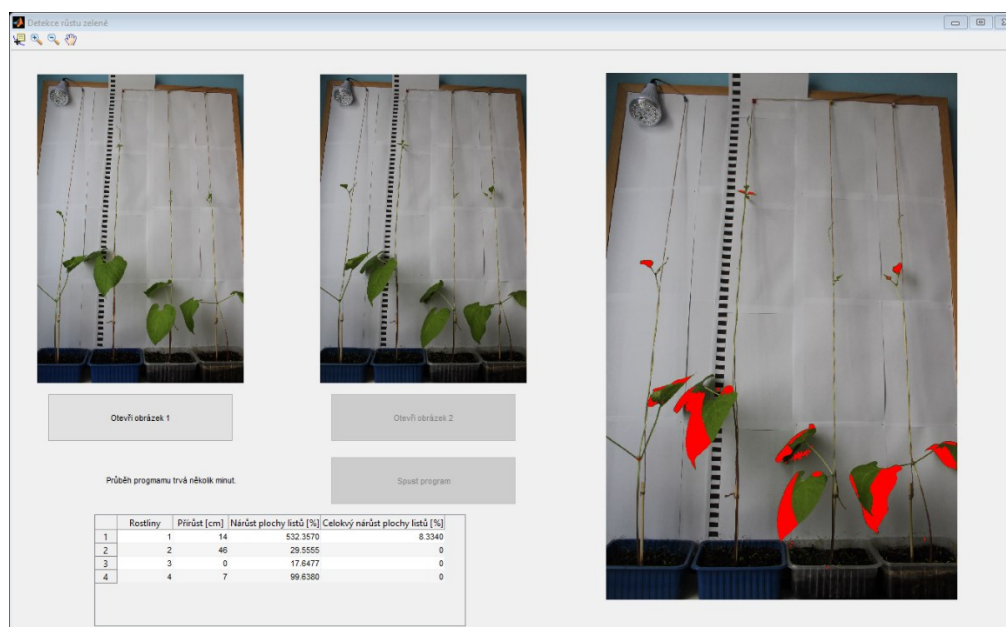 Detekce růstu zelené
Otevři obrázek 1
Otevři obrázek 2
Průběh progmamu trvá několik minut.
Spust program
Rostliny Přírůst [cm] Nárůst plochy listů [%] Celokvý nárůst plochy listů [%]
1 1 14 532.3570 8.3340
2 2 46 29.5555 0
3 3 0 17.6477 0
4 4 7 99.6380 0